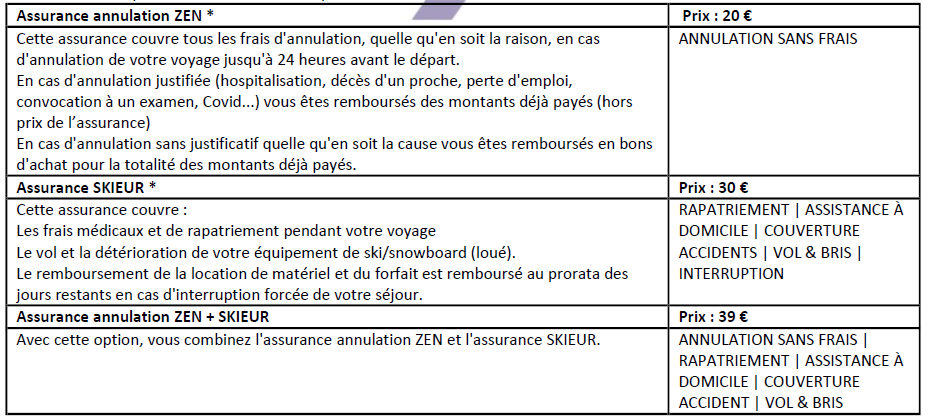 Assurance annulation ZEN *
Prix : 20 €
Cette assurance couvre tous les frais d'annulation, quelle qu'en soit la raison, en cas
d'annulation de votre voyage jusqu'à 24 heures avant le départ.
En cas d'annulation justifiée (hospitalisation, décès d'un proche, perte d'emploi,
convocation à un examen, Covid...) vous êtes remboursés des montants déjà payés (hors
prix de l’assurance)
En cas d'annulation sans justificatif quelle qu'en soit la cause vous êtes remboursés en bons
d'achat pour la totalité des montants déjà payés.
ANNULATION SANS FRAIS
Assurance SKIEUR *
Prix : 30 €
Cette assurance couvre :
Les frais médicaux et de rapatriement pendant votre voyage
Le vol et la détérioration de votre équipement de ski/snowboard (loué).
Le remboursement de la location de matériel et du forfait est remboursé au prorata des
jours restants en cas d'interruption forcée de votre séjour.
RAPATRIEMENT | ASSISTANCE À
DOMICILE | COUVERTURE
ACCIDENTS | VOL & BRIS |
INTERRUPTION
Assurance annulation ZEN + SKIEUR
Prix : 39 €
Avec cette option, vous combinez l'assurance annulation ZEN et l'assurance SKIEUR.
ANNULATION SANS FRAIS |
RAPATRIEMENT | ASSISTANCE À
DOMICILE | COUVERTURE
ACCIDENT | VOL & BRIS